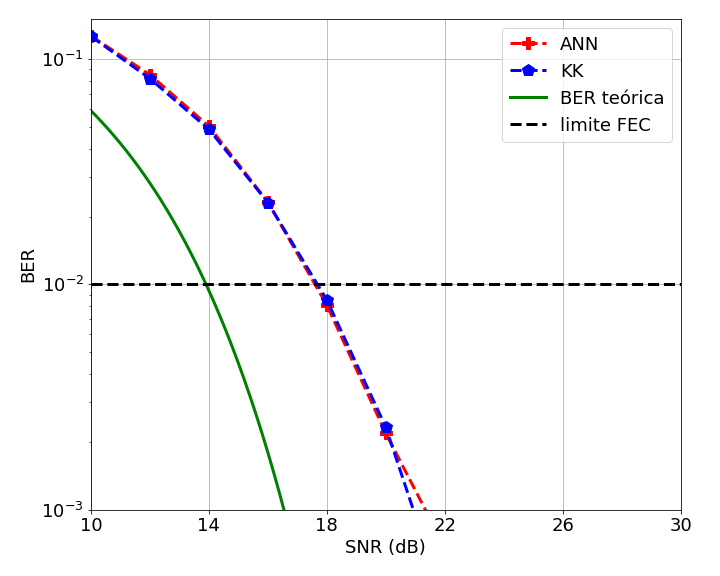 ANN
KK
BER teórica
limite FEC
BER
10⁻¹
10⁻²
10⁻³
10 14 18 22 26 30
SNR (dB)